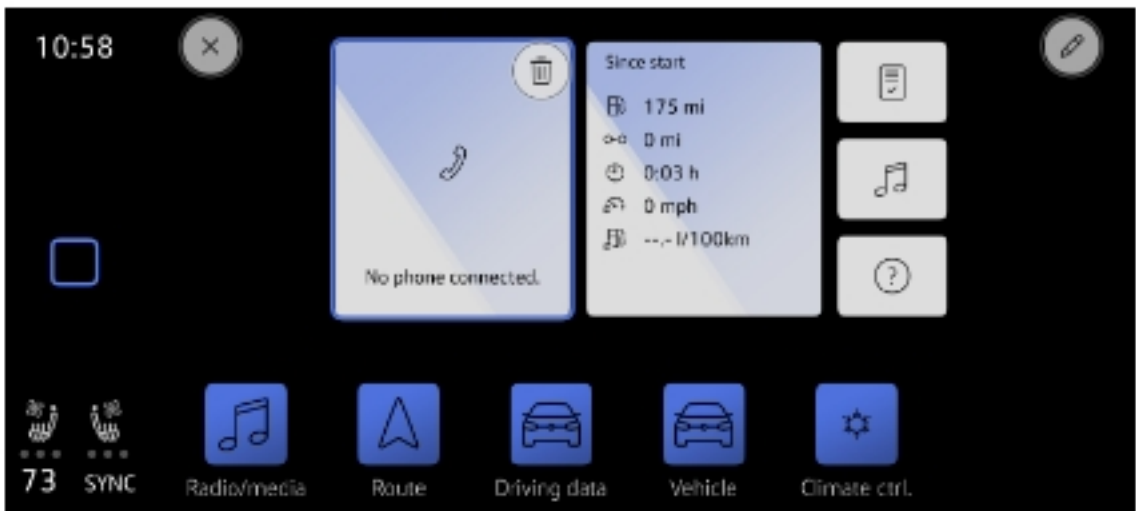 10:58
Since start
175 mi
0 mi
0:03 h
0 mph
--,- l/100km
No phone connected.
73
SYNC
Radio/media
Route
Driving data
Vehicle
Climate ctrl.